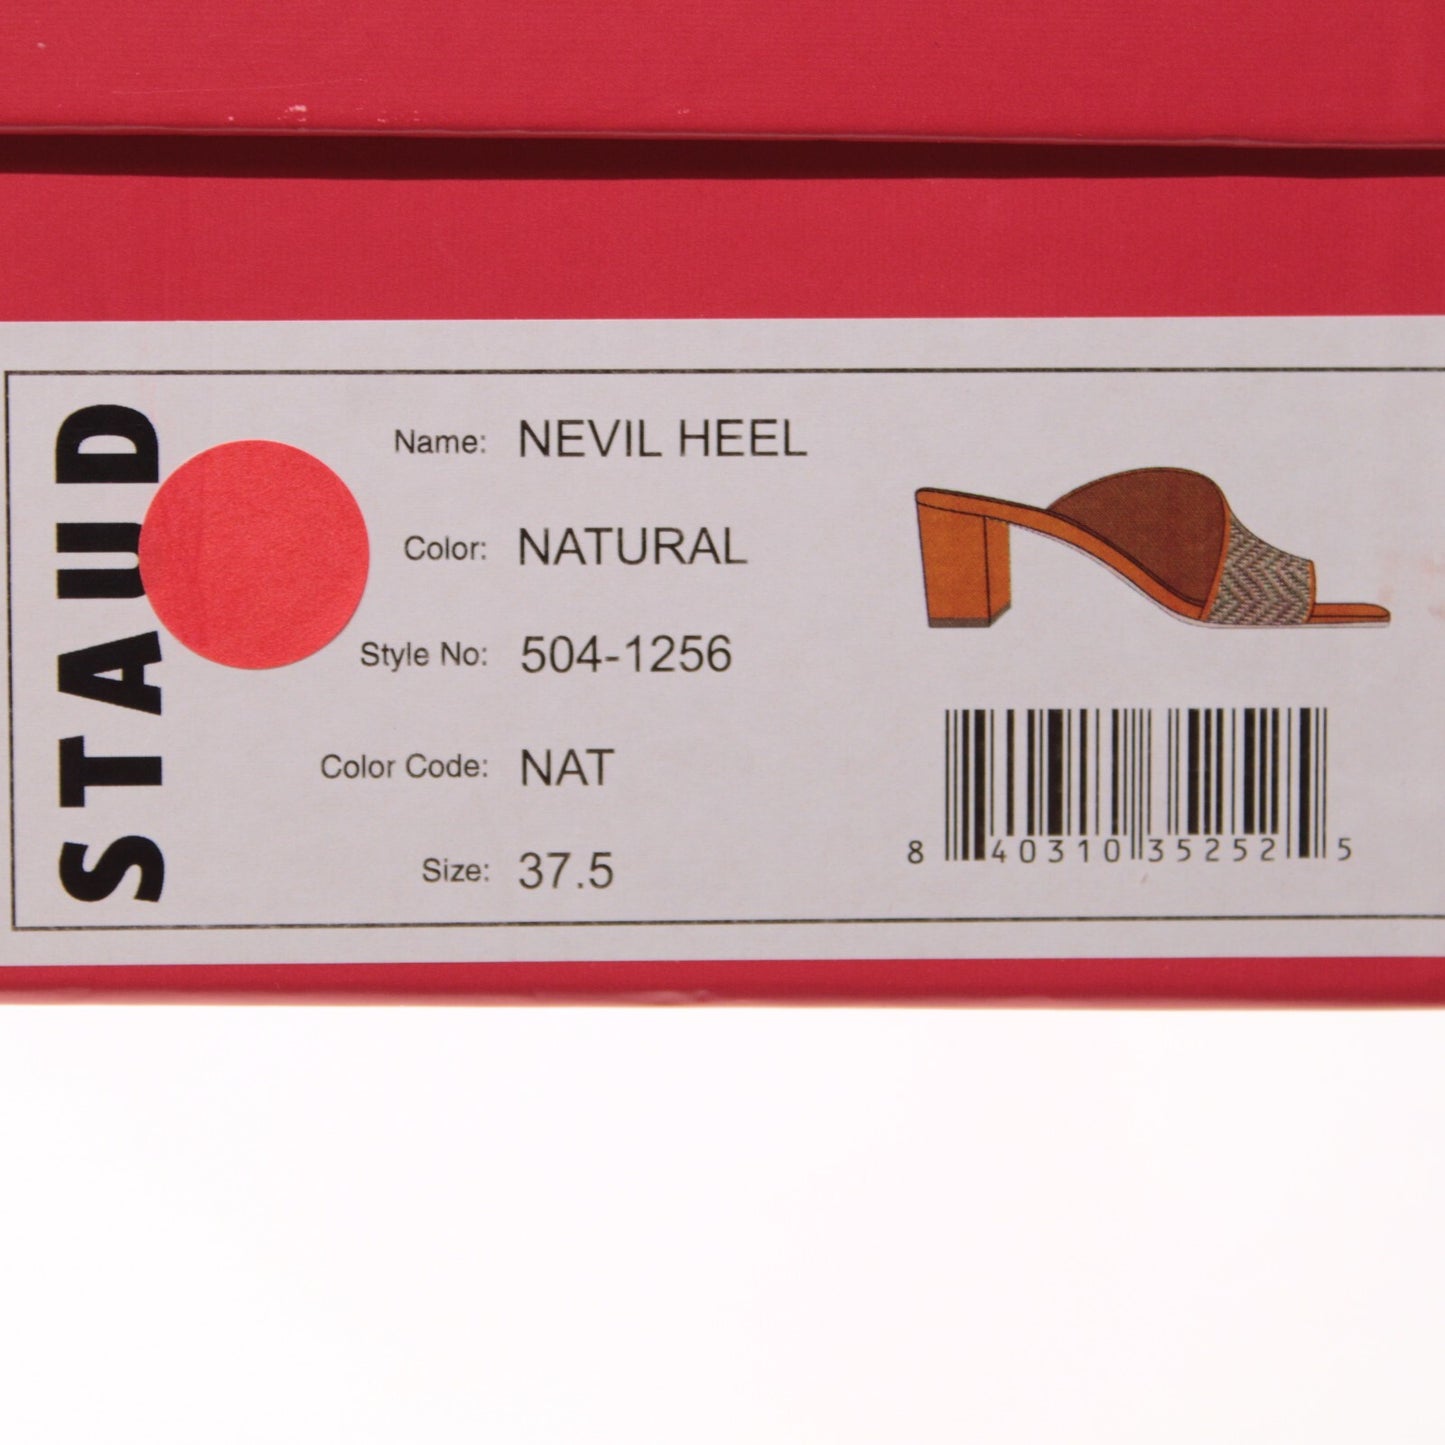 STAUD
Name: NEVIL HEEL
Color: NATURAL
Style No: 504-1256
Color Code: NAT
Size: 37.5
8 40310 35252 5